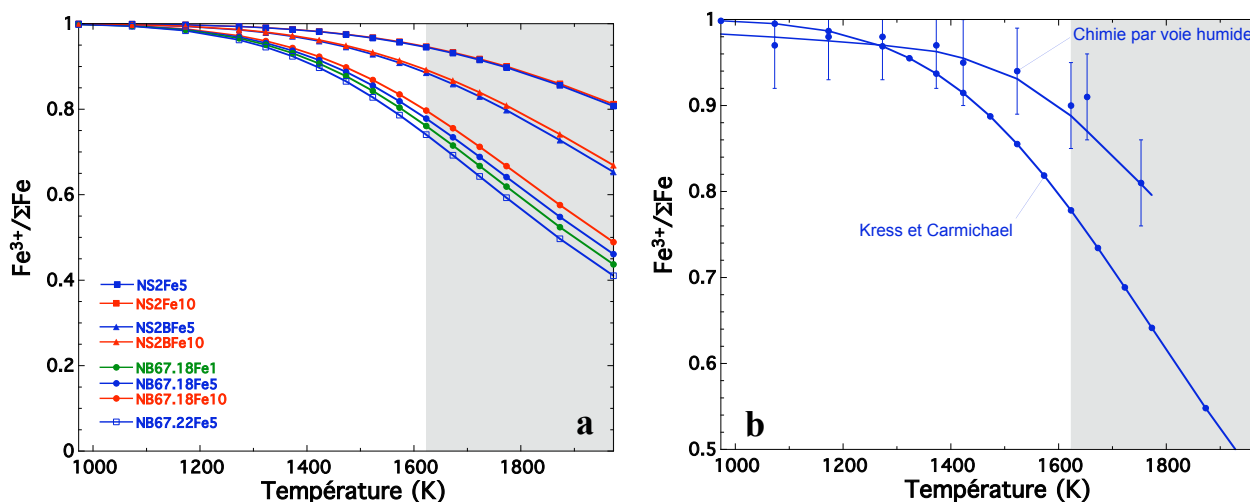 1
0.8
0.6
0.4
0.2
0
Fe3+/ΣFe
NS2Fe5
NS2Fe10
NS2BFe5
NS2BFe10
NB67.18Fe1
NB67.18Fe5
NB67.18Fe10
NB67.22Fe5
a
1000 1200 1400 1600 1800
Température (K)
1
0.9
0.8
0.7
0.6
0.5
Fe3+/ΣFe
Chimie par voie humide
Kress et Carmichael
b
1000 1200 1400 1600 1800
Température (K)